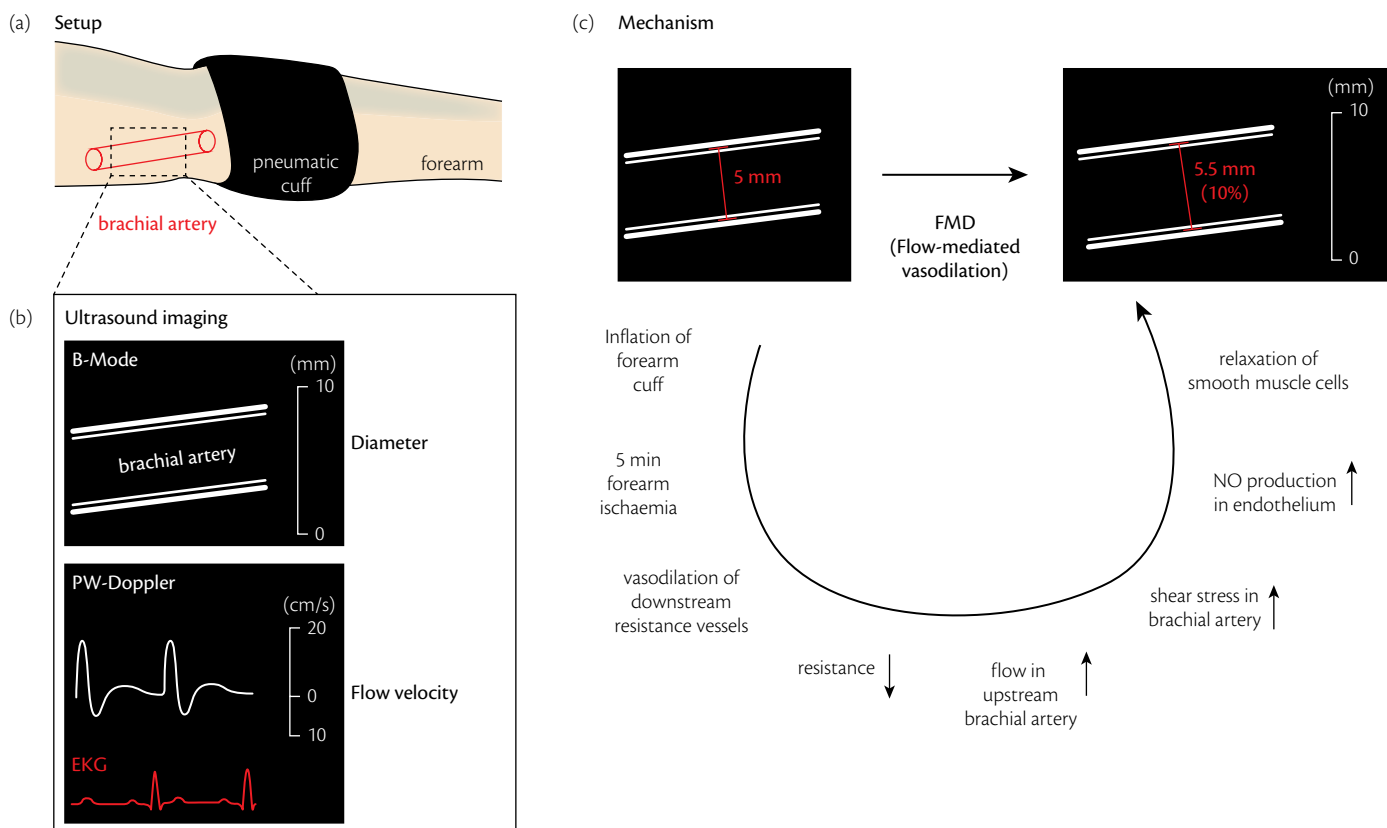 (a) Setup
pneumatic
cuff
forearm
brachial artery
(b) Ultrasound imaging
B-Mode
(mm)
10
brachial artery
0
Diameter
PW-Doppler
(cm/s)
20
0
10
Flow velocity
EKG
(c) Mechanism
5 mm
FMD
(Flow-mediated
vasodilation)
(mm)
10
5.5 mm
(10%)
0
Inflation of
forearm
cuff
5 min
forearm
ischaemia
vasodilation of
downstream
resistance vessels
resistance
flow in
upstream
brachial artery
shear stress in
brachial artery
NO production
in endothelium
relaxation of
smooth muscle cells